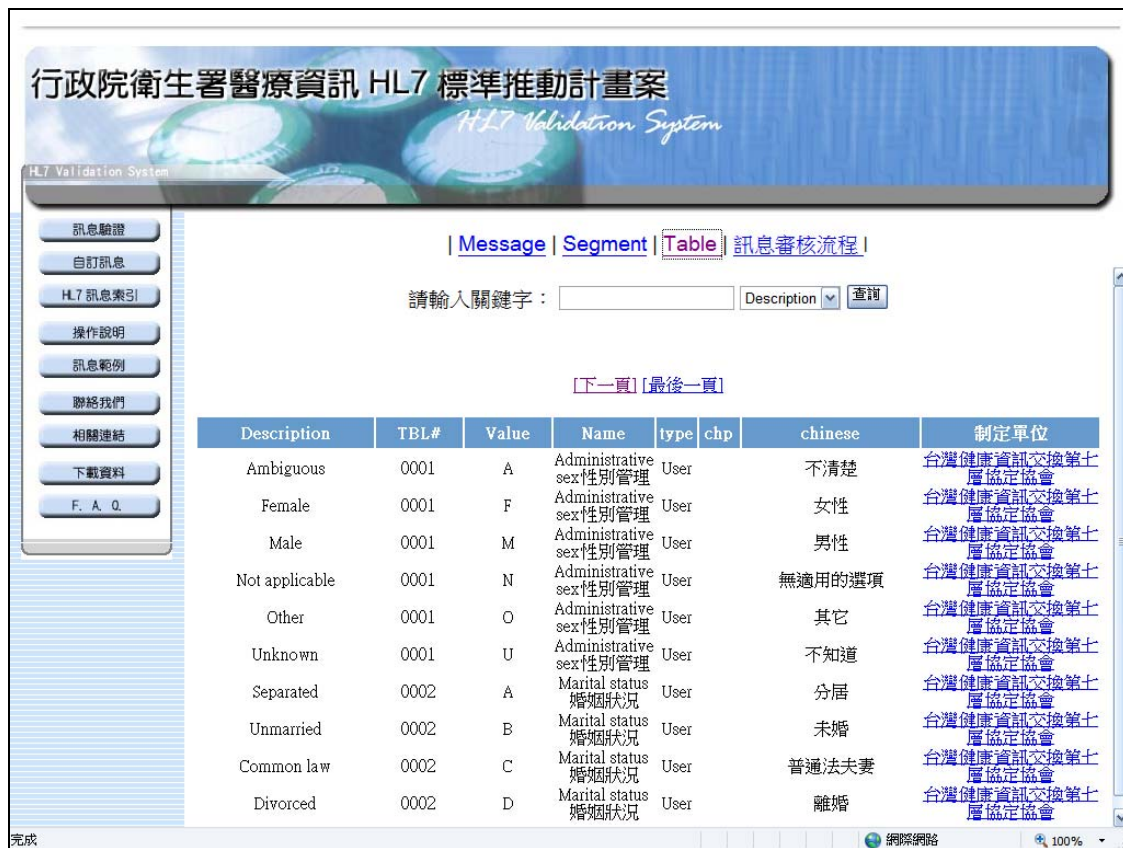 行政院衛生署醫療資訊 HL7 標準推動計畫案
HL7 Validation System
HL7 Validation System
訊息驗證
自訂訊息
HL7 訊息索引
操作說明
訊息範例
聯絡我們
相關連結
下載資料
F. A. Q.
| Message | Segment | Table | 訊息審核流程 |
請輸入關鍵字： Description 查詢
[下一頁] [最後一頁]
Description TBL# Value Name type chp chinese 制定單位
Ambiguous 0001 A Administrative sex性別管理 User 不清楚 台灣健康資訊交換第七層協定協會
Female 0001 F Administrative sex性別管理 User 女性 台灣健康資訊交換第七層協定協會
Male 0001 M Administrative sex性別管理 User 男性 台灣健康資訊交換第七層協定協會
Not applicable 0001 N Administrative sex性別管理 User 無適用的選項 台灣健康資訊交換第七層協定協會
Other 0001 O Administrative sex性別管理 User 其它 台灣健康資訊交換第七層協定協會
Unknown 0001 U Administrative sex性別管理 User 不知道 台灣健康資訊交換第七層協定協會
Separated 0002 A Marital status 婚姻狀況 User 分居 台灣健康資訊交換第七層協定協會
Unmarried 0002 B Marital status 婚姻狀況 User 未婚 台灣健康資訊交換第七層協定協會
Common law 0002 C Marital status 婚姻狀況 User 普通法夫妻 台灣健康資訊交換第七層協定協會
Divorced 0002 D Marital status 婚姻狀況 User 離婚 台灣健康資訊交換第七層協定協會
完成 網際網路 100%